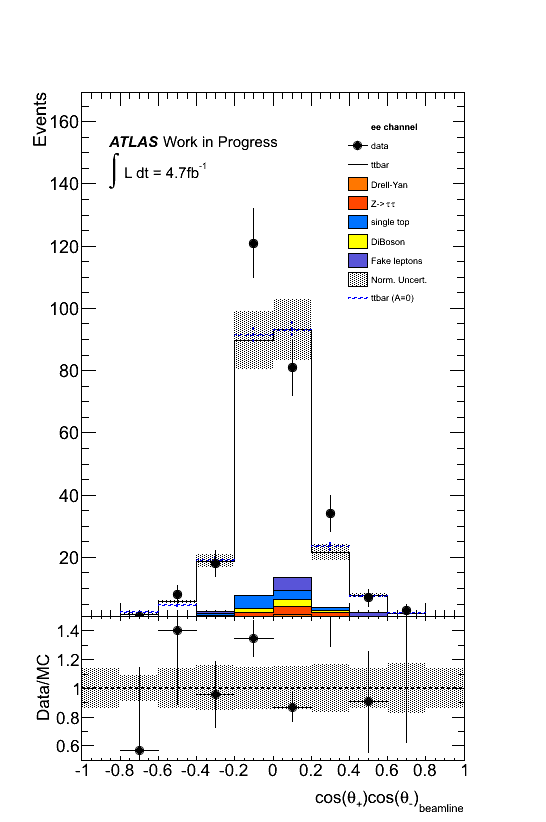 Events
160
140
120
100
80
60
40
20
ATLAS Work in Progress
∫ L dt = 4.7fb⁻¹
ee channel
data
ttbar
Drell-Yan
Z->ττ
single top
DiBoson
Fake leptons
Norm. Uncert.
ttbar (A=0)
Data/MC
1.4
1.2
1
0.8
0.6
-1 -0.8 -0.6 -0.4 -0.2 0 0.2 0.4 0.6 0.8 1
cos(θ₊)cos(θ₋)beamline